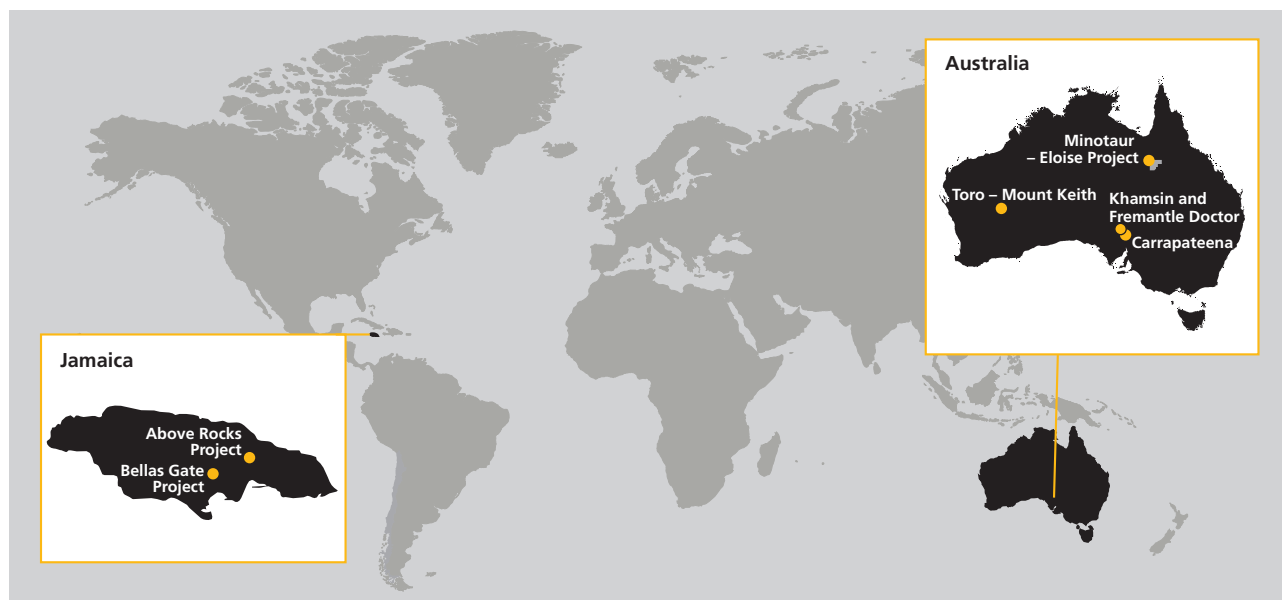 Australia
Minotaur
– Eloise Project
Toro – Mount Keith
Khamsin and
Fremantle Doctor
Carrapateena
Jamaica
Above Rocks
Project
Bellas Gate
Project